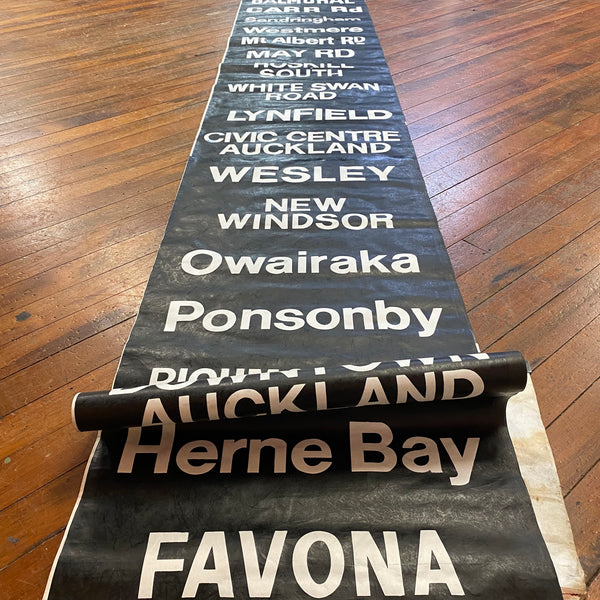 BALMORAL
CARR Rd
Sandringham
Westmere
Mt Albert RD
MAY RD
ROSKILL
SOUTH
WHITE SWAN
ROAD
LYNFIELD
CIVIC CENTRE
AUCKLAND
WESLEY
NEW
WINDSOR
Owairaka
Ponsonby
AUCKLAND
Herne Bay
FAVONA